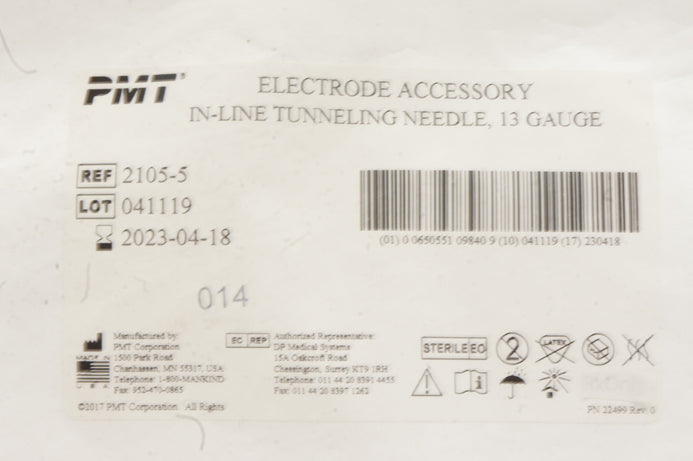 PMT®
ELECTRODE ACCESSORY
IN-LINE TUNNELING NEEDLE, 13 GAUGE
REF 2105-5
LOT 041119
2023-04-18
(01) 0 0650551 09840 9 (10) 041119 (17) 230418
014
Manufactured by:
PMT Corporation
1500 Park Road
Chanhassen, MN 55317, USA
Telephone: 1-800-MANKIND
Fax: 952-470-0865
MADE IN
U S A
©2017 PMT Corporation. All Rights
EC REP
Authorized Representative:
DP Medical Systems
15A Oakcroft Road
Chessington, Surrey KT9 1RH
Telephone: 011 44 20 8391 4455
Fax: 011 44 20 8397 1262
STERILE EO
2
LATEX
i
PN 22499 Rev. 0